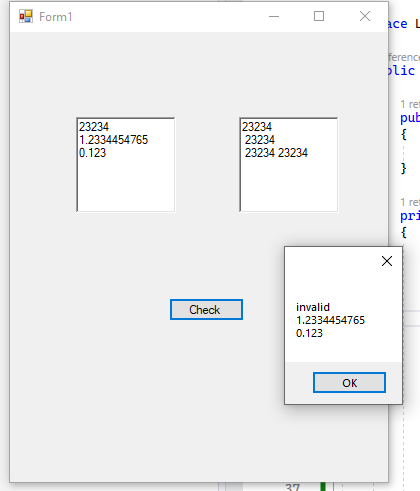 Form1
ace L
ference
blic
1 ref
pub
{
}
1 ref
pri
{
23234
1.2334454765
0.123
23234
23234
23234 23234
Check
invalid
1.2334454765
0.123
OK
37